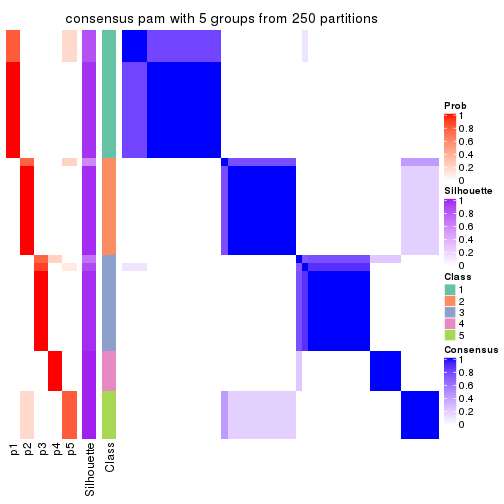 consensus pam with 5 groups from 250 partitions
Prob
1
0.8
0.6
0.4
0.2
0
Silhouette
1
0.8
0.6
0.4
0.2
0
Class
1
2
3
4
5
Consensus
1
0.8
0.6
0.4
0.2
0
p1
p2
p3
p4
p5
Silhouette
Class